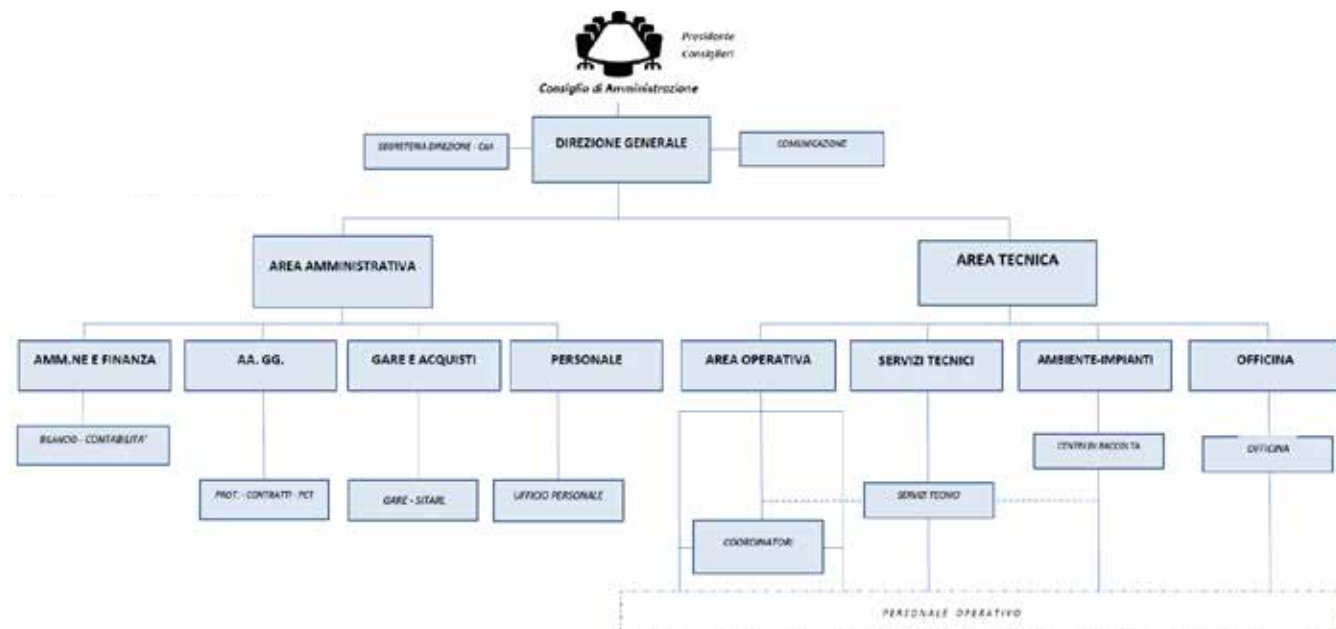 Presidente
Consiglieri
Consiglio di Amministrazione
SEGRETERIA DIREZIONE - CdA
DIREZIONE GENERALE
COMUNICAZIONE
AREA AMMINISTRATIVA
AREA TECNICA
AMM.NE E FINANZA
AA. GG.
GARE E ACQUISTI
PERSONALE
AREA OPERATIVA
SERVIZI TECNICI
AMBIENTE-IMPIANTI
OFFICINA
BILANCIO - CONTABILITA'
CENTRI DI RACCOLTA
OFFICINA
PROT. - CONTRATTI - PCT
GARE - SITARL
UFFICIO PERSONALE
SERVIZI TECNICI
COORDINATORI
PERSONALE OPERATIVO